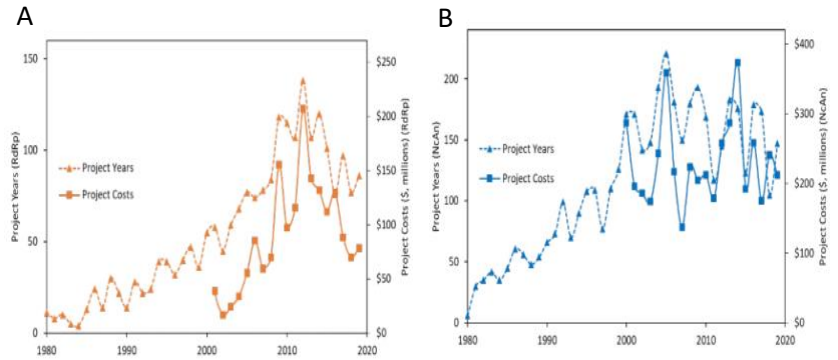 A
B
150
100
50
0
Project Years (RdRp)
Project Years
Project Costs
$250
$200
$150
$100
$50
$0
Project Costs ($, millions) (RdRp)
1980 1990 2000 2010 2020
200
150
100
50
0
Project Years (NcAn)
Project Years
Project Costs
$400
$300
$200
$100
$0
Project Costs ($, millions) (NcAn)
1980 1990 2000 2010 2020